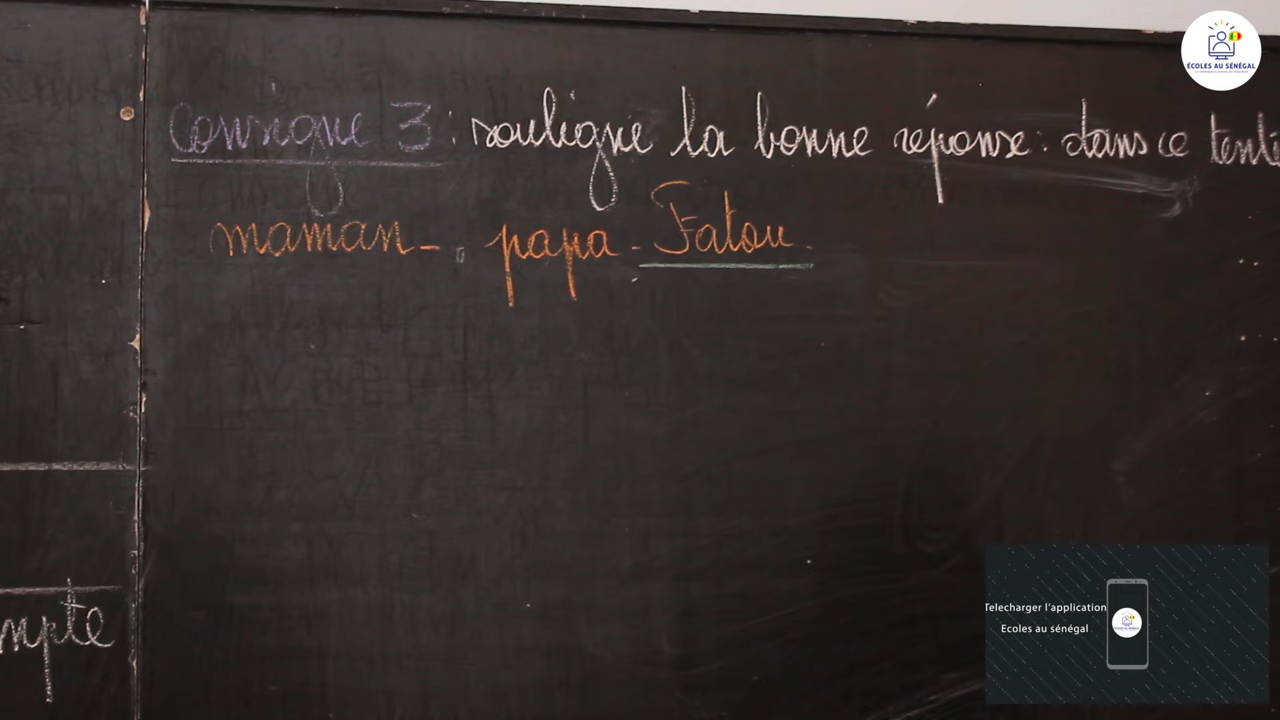 Consigne 3 : souligne la bonne réponse : dans ce
maman - papa - Fatou.
mpte
ÉCOLES AU SÉNÉGAL
Telecharger l'application
Ecoles au sénégal